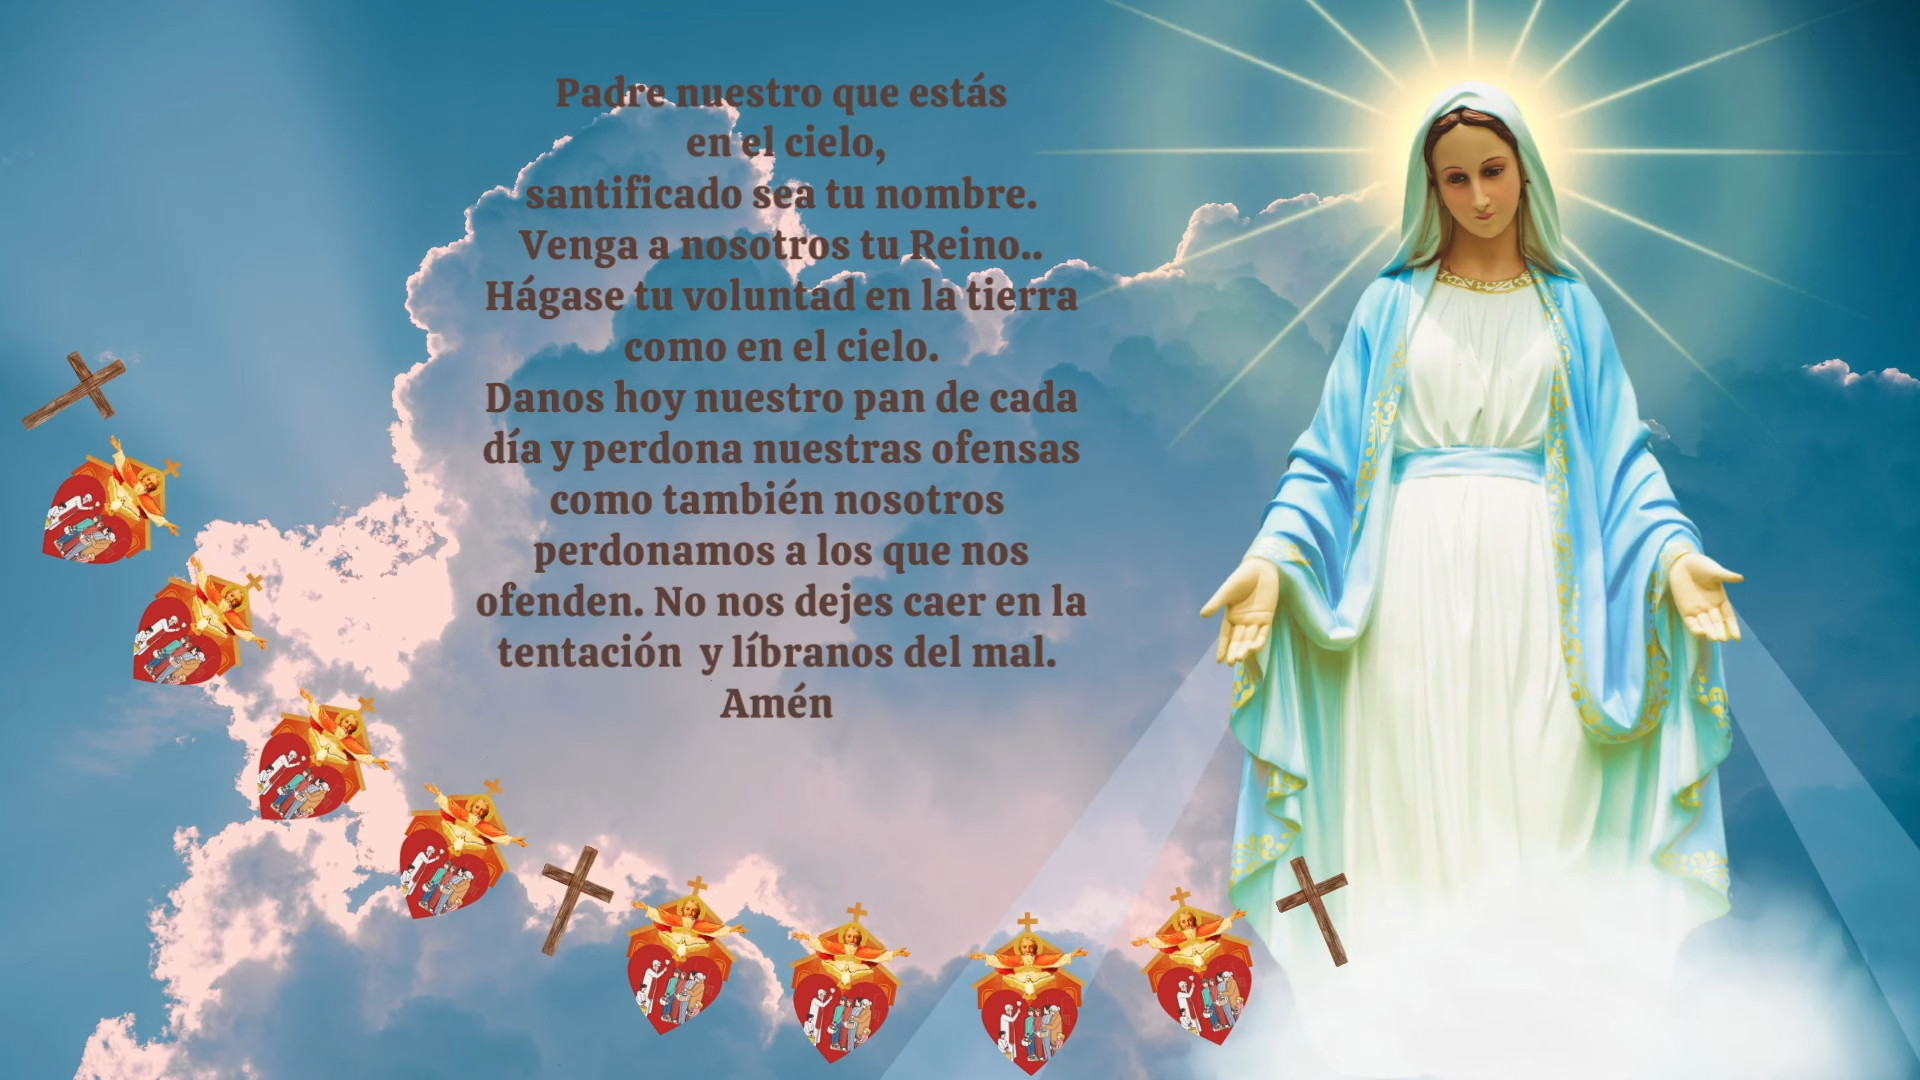 Padre nuestro que estás
en el cielo,
santificado sea tu nombre.
Venga a nosotros tu Reino..
Hágase tu voluntad en la tierra
como en el cielo.
Danos hoy nuestro pan de cada
día y perdona nuestras ofensas
como también nosotros
perdonamos a los que nos
ofenden. No nos dejes caer en la
tentación y líbranos del mal.
Amén